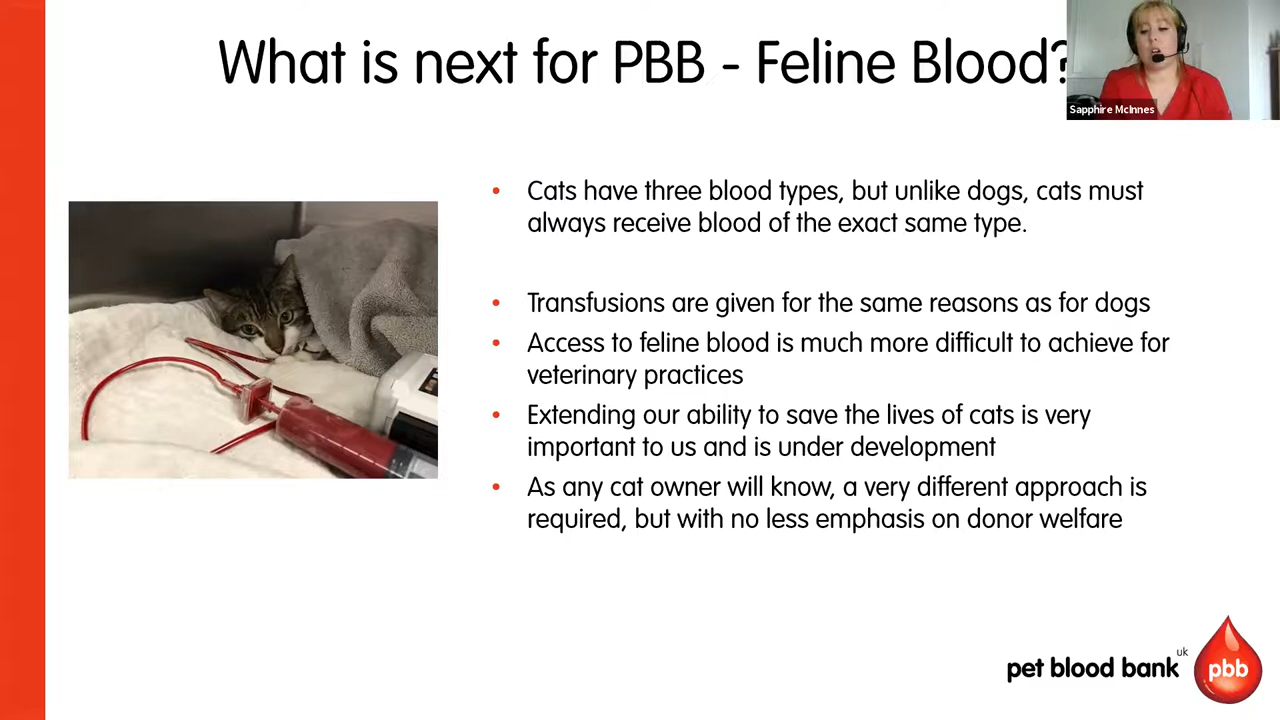 What is next for PBB - Feline Blood?
Sapphire McInnes
• Cats have three blood types, but unlike dogs, cats must
always receive blood of the exact same type.
• Transfusions are given for the same reasons as for dogs
• Access to feline blood is much more difficult to achieve for
veterinary practices
• Extending our ability to save the lives of cats is very
important to us and is under development
• As any cat owner will know, a very different approach is
required, but with no less emphasis on donor welfare
pet blood bank uk
pbb